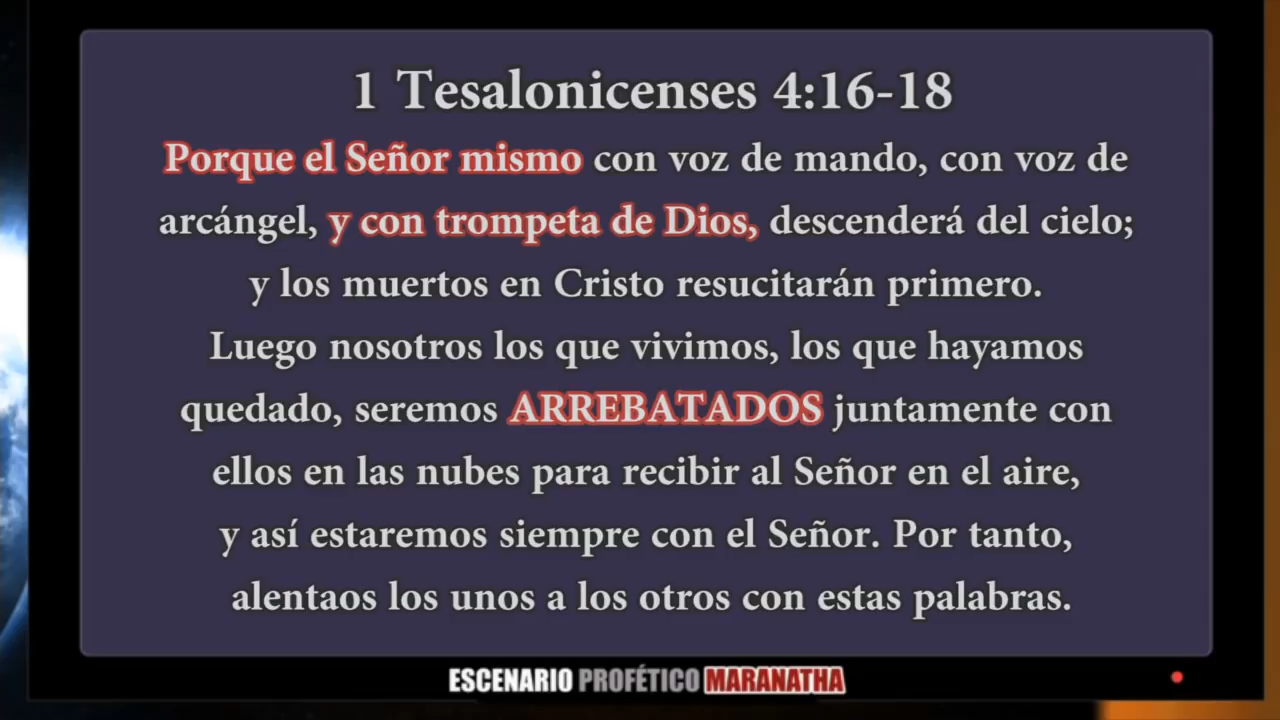 1 Tesalonicenses 4:16-18
Porque el Señor mismo con voz de mando, con voz de
arcángel, y con trompeta de Dios, descenderá del cielo;
y los muertos en Cristo resucitarán primero.
Luego nosotros los que vivimos, los que hayamos
quedado, seremos ARREBATADOS juntamente con
ellos en las nubes para recibir al Señor en el aire,
y así estaremos siempre con el Señor. Por tanto,
alentaos los unos a los otros con estas palabras.
ESCENARIO PROFÉTICO MARANATHA